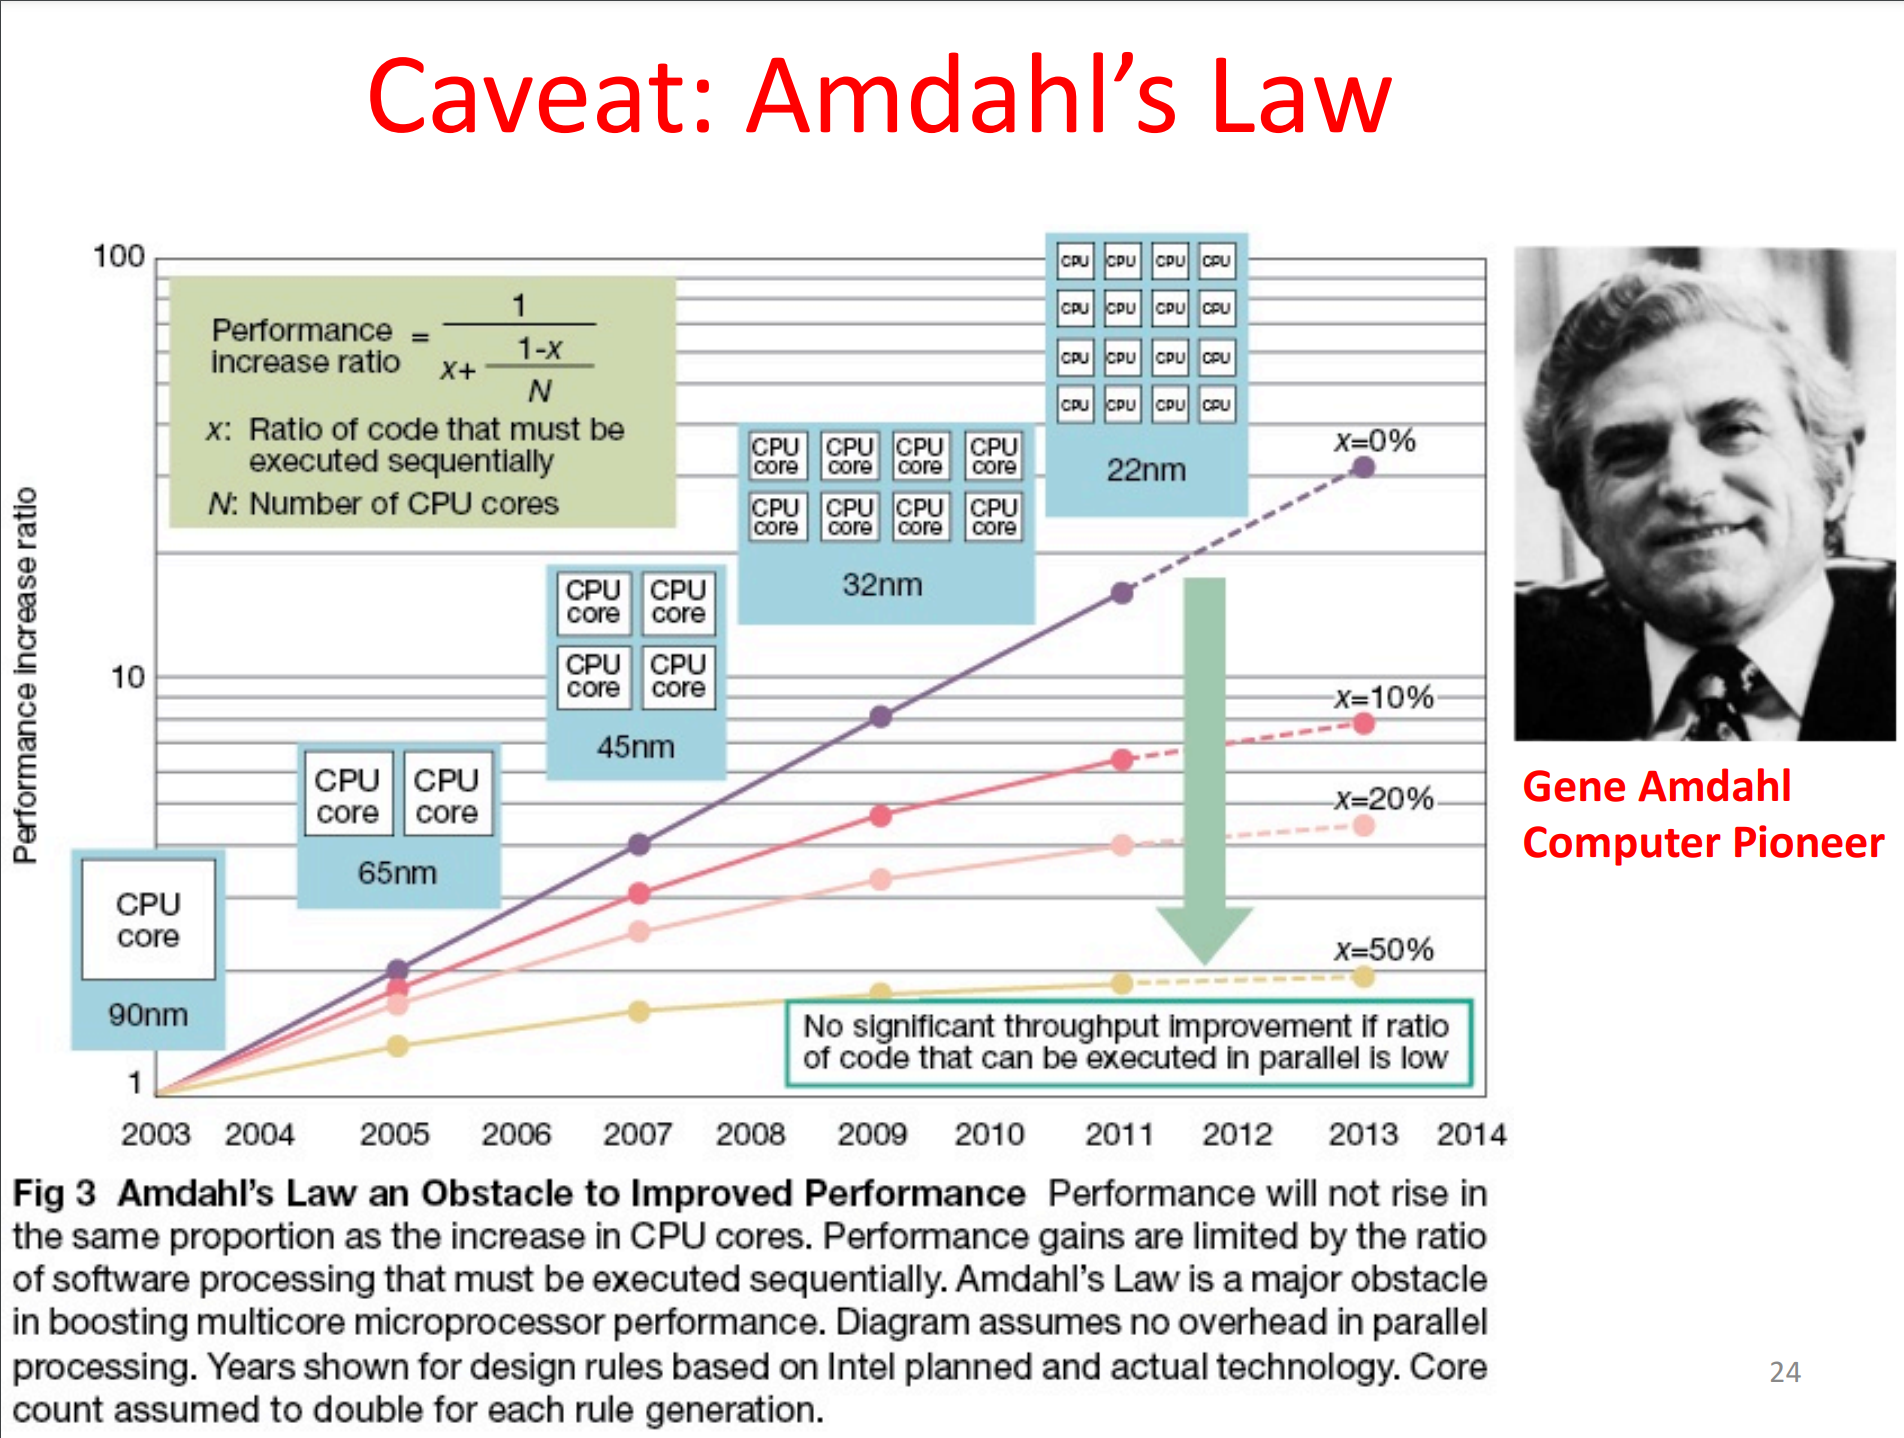 Caveat: Amdahl’s Law
100
10
1
Performance increase ratio
Performance increase ratio = 1 / x+ 1-x / N
x: Ratio of code that must be
executed sequentially
N: Number of CPU cores
CPU CPU CPU CPU
CPU CPU CPU CPU
CPU CPU CPU CPU
CPU CPU CPU CPU
22nm
CPU core CPU core CPU core CPU core
CPU core CPU core CPU core CPU core
32nm
CPU core CPU core
CPU core CPU core
45nm
CPU core CPU core
65nm
CPU core
90nm
x=0%
x=10%
x=20%
x=50%
No significant throughput improvement if ratio
of code that can be executed in parallel is low
2003 2004 2005 2006 2007 2008 2009 2010 2011 2012 2013 2014
Gene Amdahl
Computer Pioneer
Fig 3 Amdahl's Law an Obstacle to Improved Performance Performance will not rise in
the same proportion as the increase in CPU cores. Performance gains are limited by the ratio
of software processing that must be executed sequentially. Amdahl's Law is a major obstacle
in boosting multicore microprocessor performance. Diagram assumes no overhead in parallel
processing. Years shown for design rules based on Intel planned and actual technology. Core
count assumed to double for each rule generation.
24